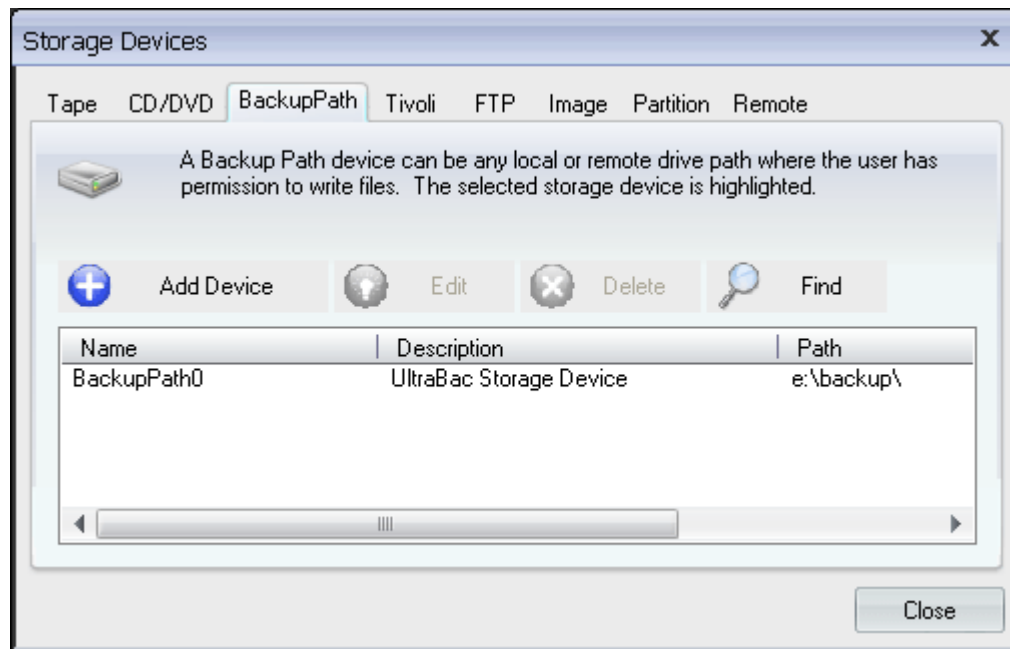 Storage Devices
Tape CD/DVD BackupPath Tivoli FTP Image Partition Remote
A Backup Path device can be any local or remote drive path where the user has
permission to write files. The selected storage device is highlighted.
Add Device Edit Delete Find
Name Description Path
BackupPath0 UltraBac Storage Device e:\backup\
Close